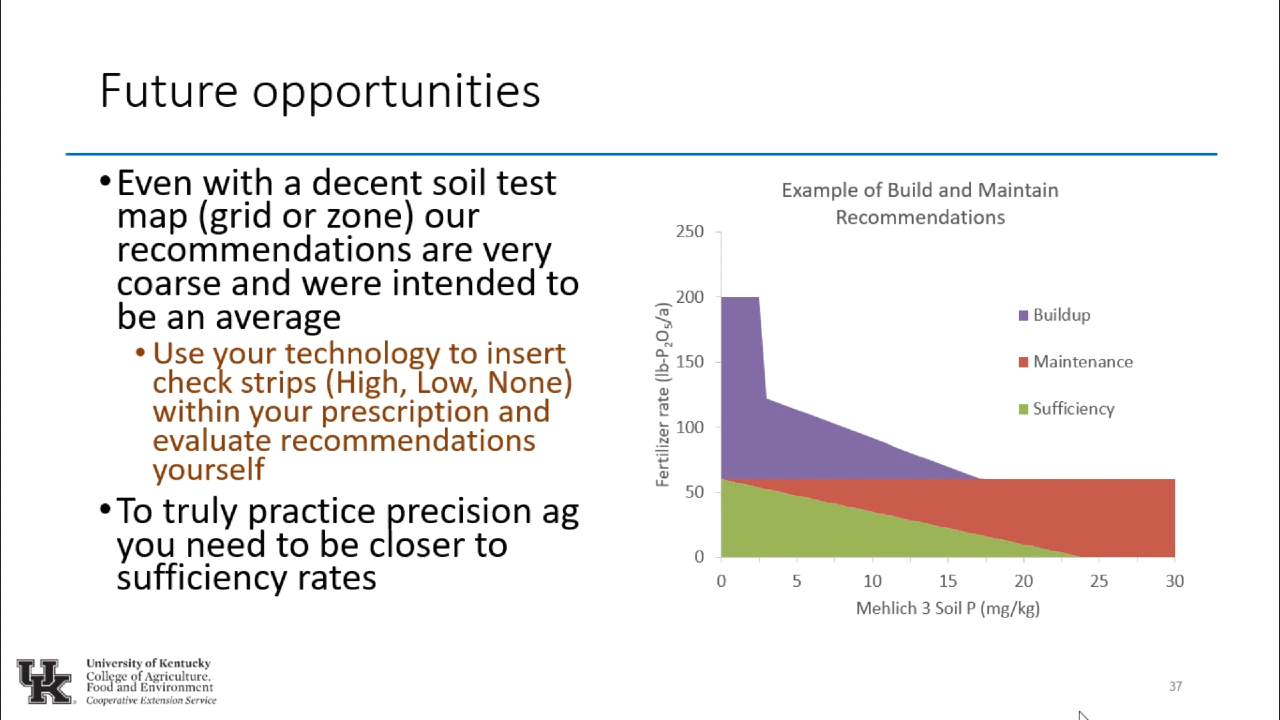 Future opportunities
•Even with a decent soil test
map (grid or zone) our
recommendations are very
coarse and were intended to
be an average
•Use your technology to insert
check strips (High, Low, None)
within your prescription and
evaluate recommendations
yourself
•To truly practice precision ag
you need to be closer to
sufficiency rates
Example of Build and Maintain
Recommendations
Fertilizer rate (lb-P₂O₅/a)
250
200
150
100
50
0
0 5 10 15 20 25 30
Mehlich 3 Soil P (mg/kg)
Buildup
Maintenance
Sufficiency
UK
University of Kentucky
College of Agriculture,
Food and Environment
Cooperative Extension Service
37